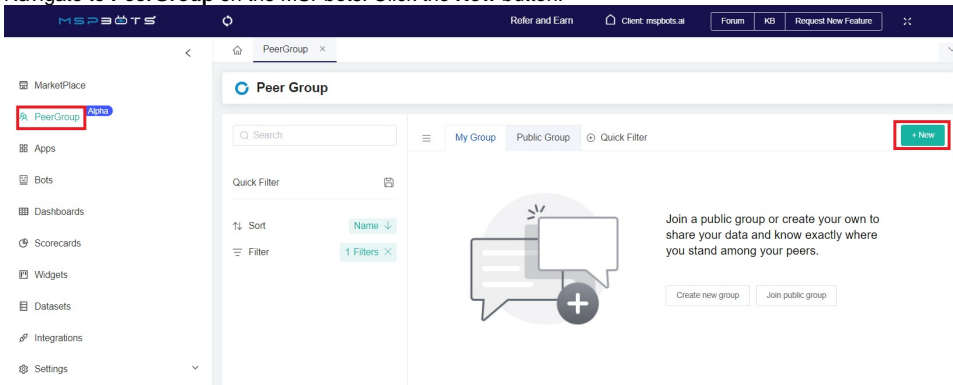 Navigate to PeerGroup on the MSPbots. Click the New button.
MSPBOTS
Refer and Earn
Client: mspbots.ai
Forum
KB
Request New Feature
PeerGroup ×
MarketPlace
PeerGroup
Alpha
Apps
Bots
Dashboards
Scorecards
Widgets
Datasets
Integrations
Settings
Peer Group
Search
Quick Filter
Sort
Name ↓
Filter
1 Filters ×
My Group
Public Group
Quick Filter
+ New
Join a public group or create your own to
share your data and know exactly where
you stand among your peers.
Create new group
Join public group